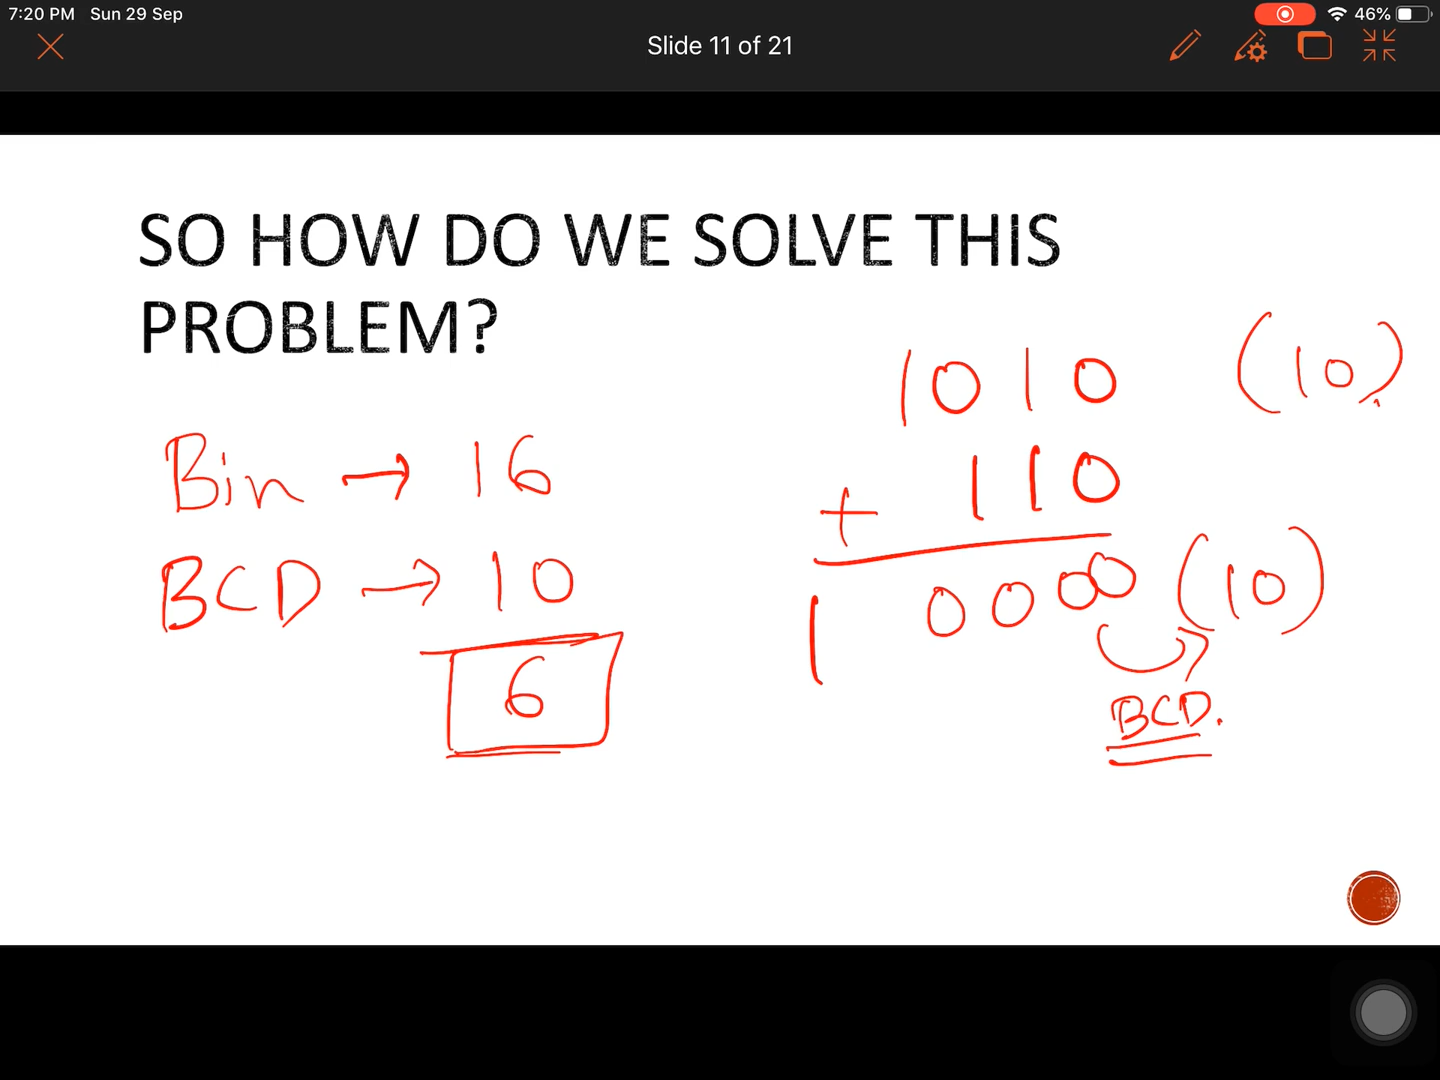 7:20 PM Sun 29 Sep
46%
Slide 11 of 21
SO HOW DO WE SOLVE THIS
PROBLEM?
1010 (10)
Bin → 16
+ 110
BCD → 10
1 0000 (10)
6
BCD.